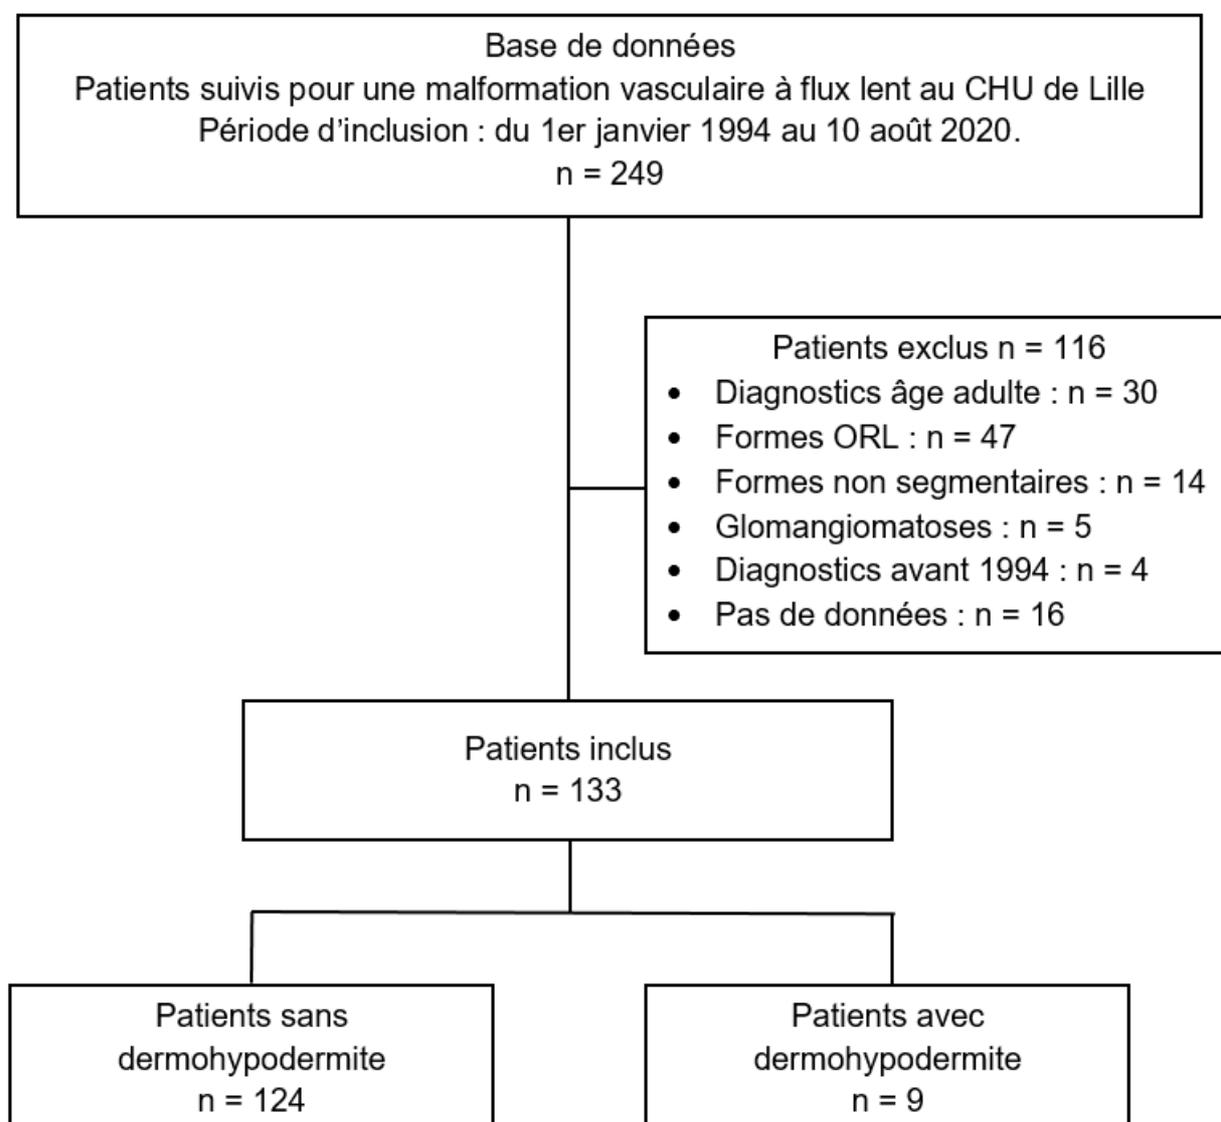 Base de données
Patients suivis pour une malformation vasculaire à flux lent au CHU de Lille
Période d’inclusion : du 1er janvier 1994 au 10 août 2020.
n = 249
Patients exclus n = 116
• Diagnostics âge adulte : n = 30
• Formes ORL : n = 47
• Formes non segmentaires : n = 14
• Glomangiomatoses : n = 5
• Diagnostics avant 1994 : n = 4
• Pas de données : n = 16
Patients inclus
n = 133
Patients sans
dermohypodermite
n = 124
Patients avec
dermohypodermite
n = 9